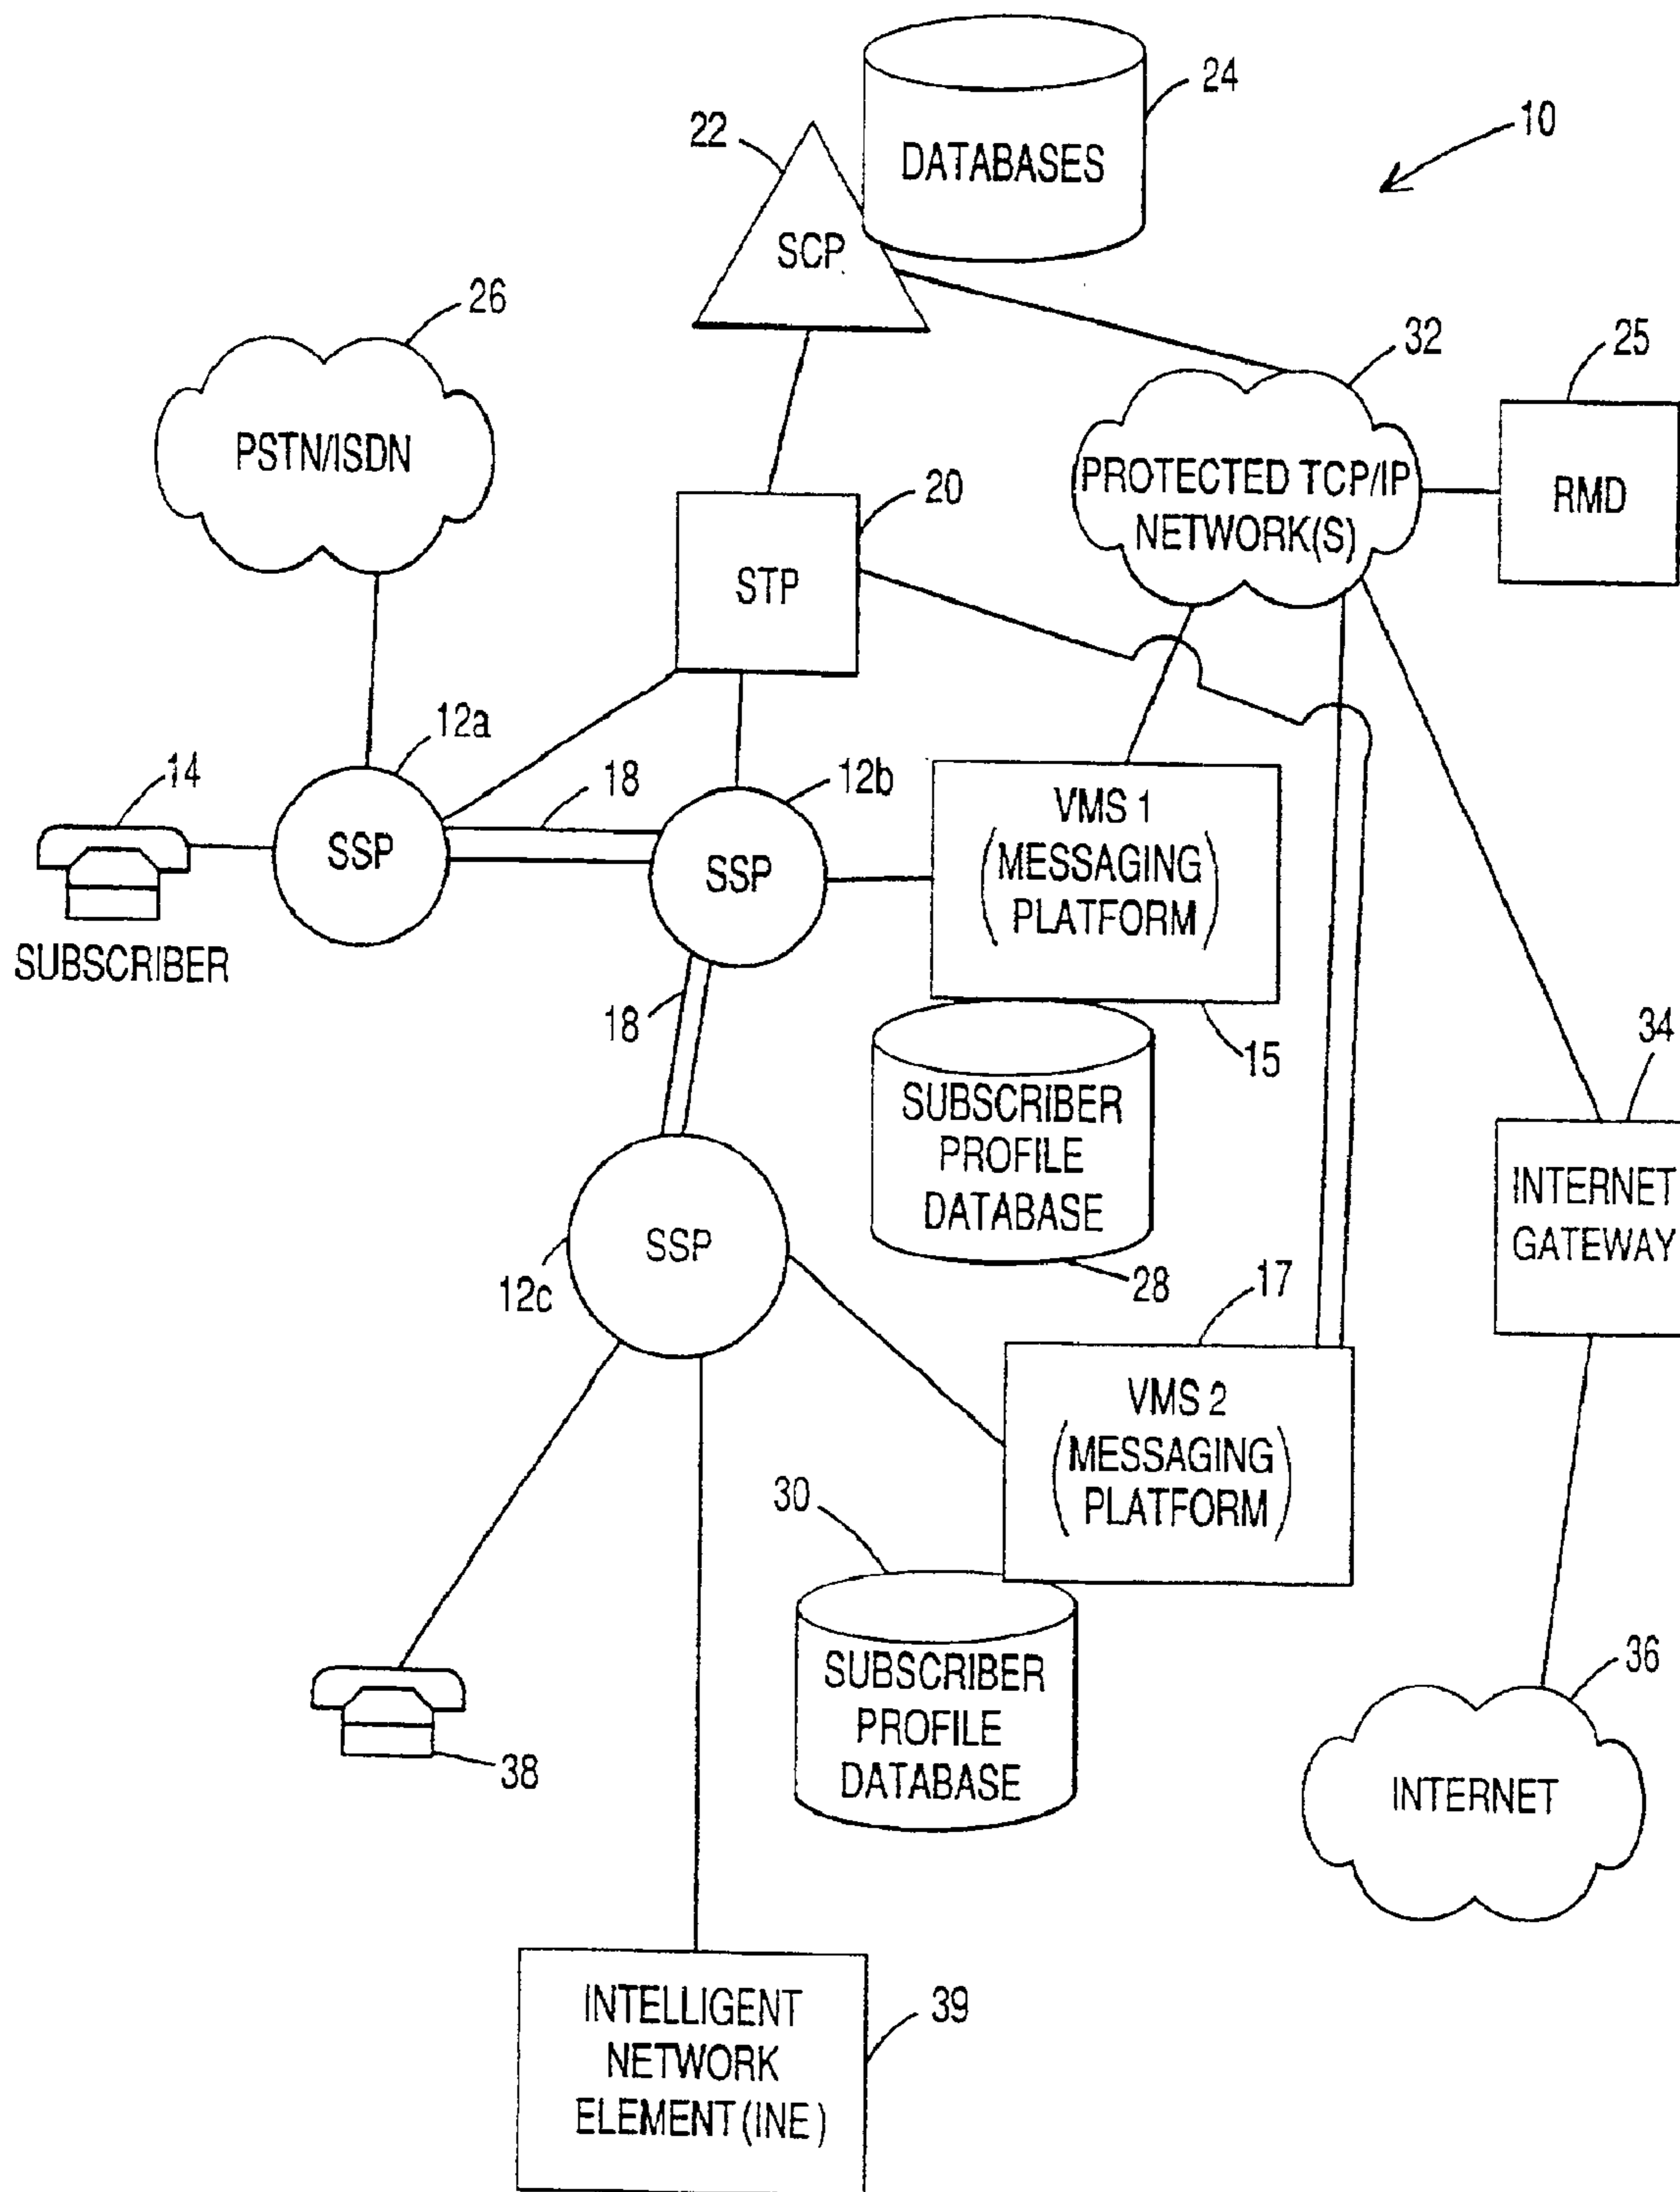 24
DATABASES
10
22
SCP
26
32
25
PSTN/ISDN
PROTECTED TCP/IP
NETWORK(S)
RMD
20
STP
12a
14
18
12b
SSP
SSP
VMS 1
(MESSAGING
PLATFORM)
SUBSCRIBER
18
15
34
SUBSCRIBER
PROFILE
DATABASE
INTERNET
GATEWAY
SSP
12c
28
17
VMS 2
(MESSAGING
PLATFORM)
30
SUBSCRIBER
PROFILE
DATABASE
36
38
INTERNET
INTELLIGENT
NETWORK
ELEMENT (INE)
39